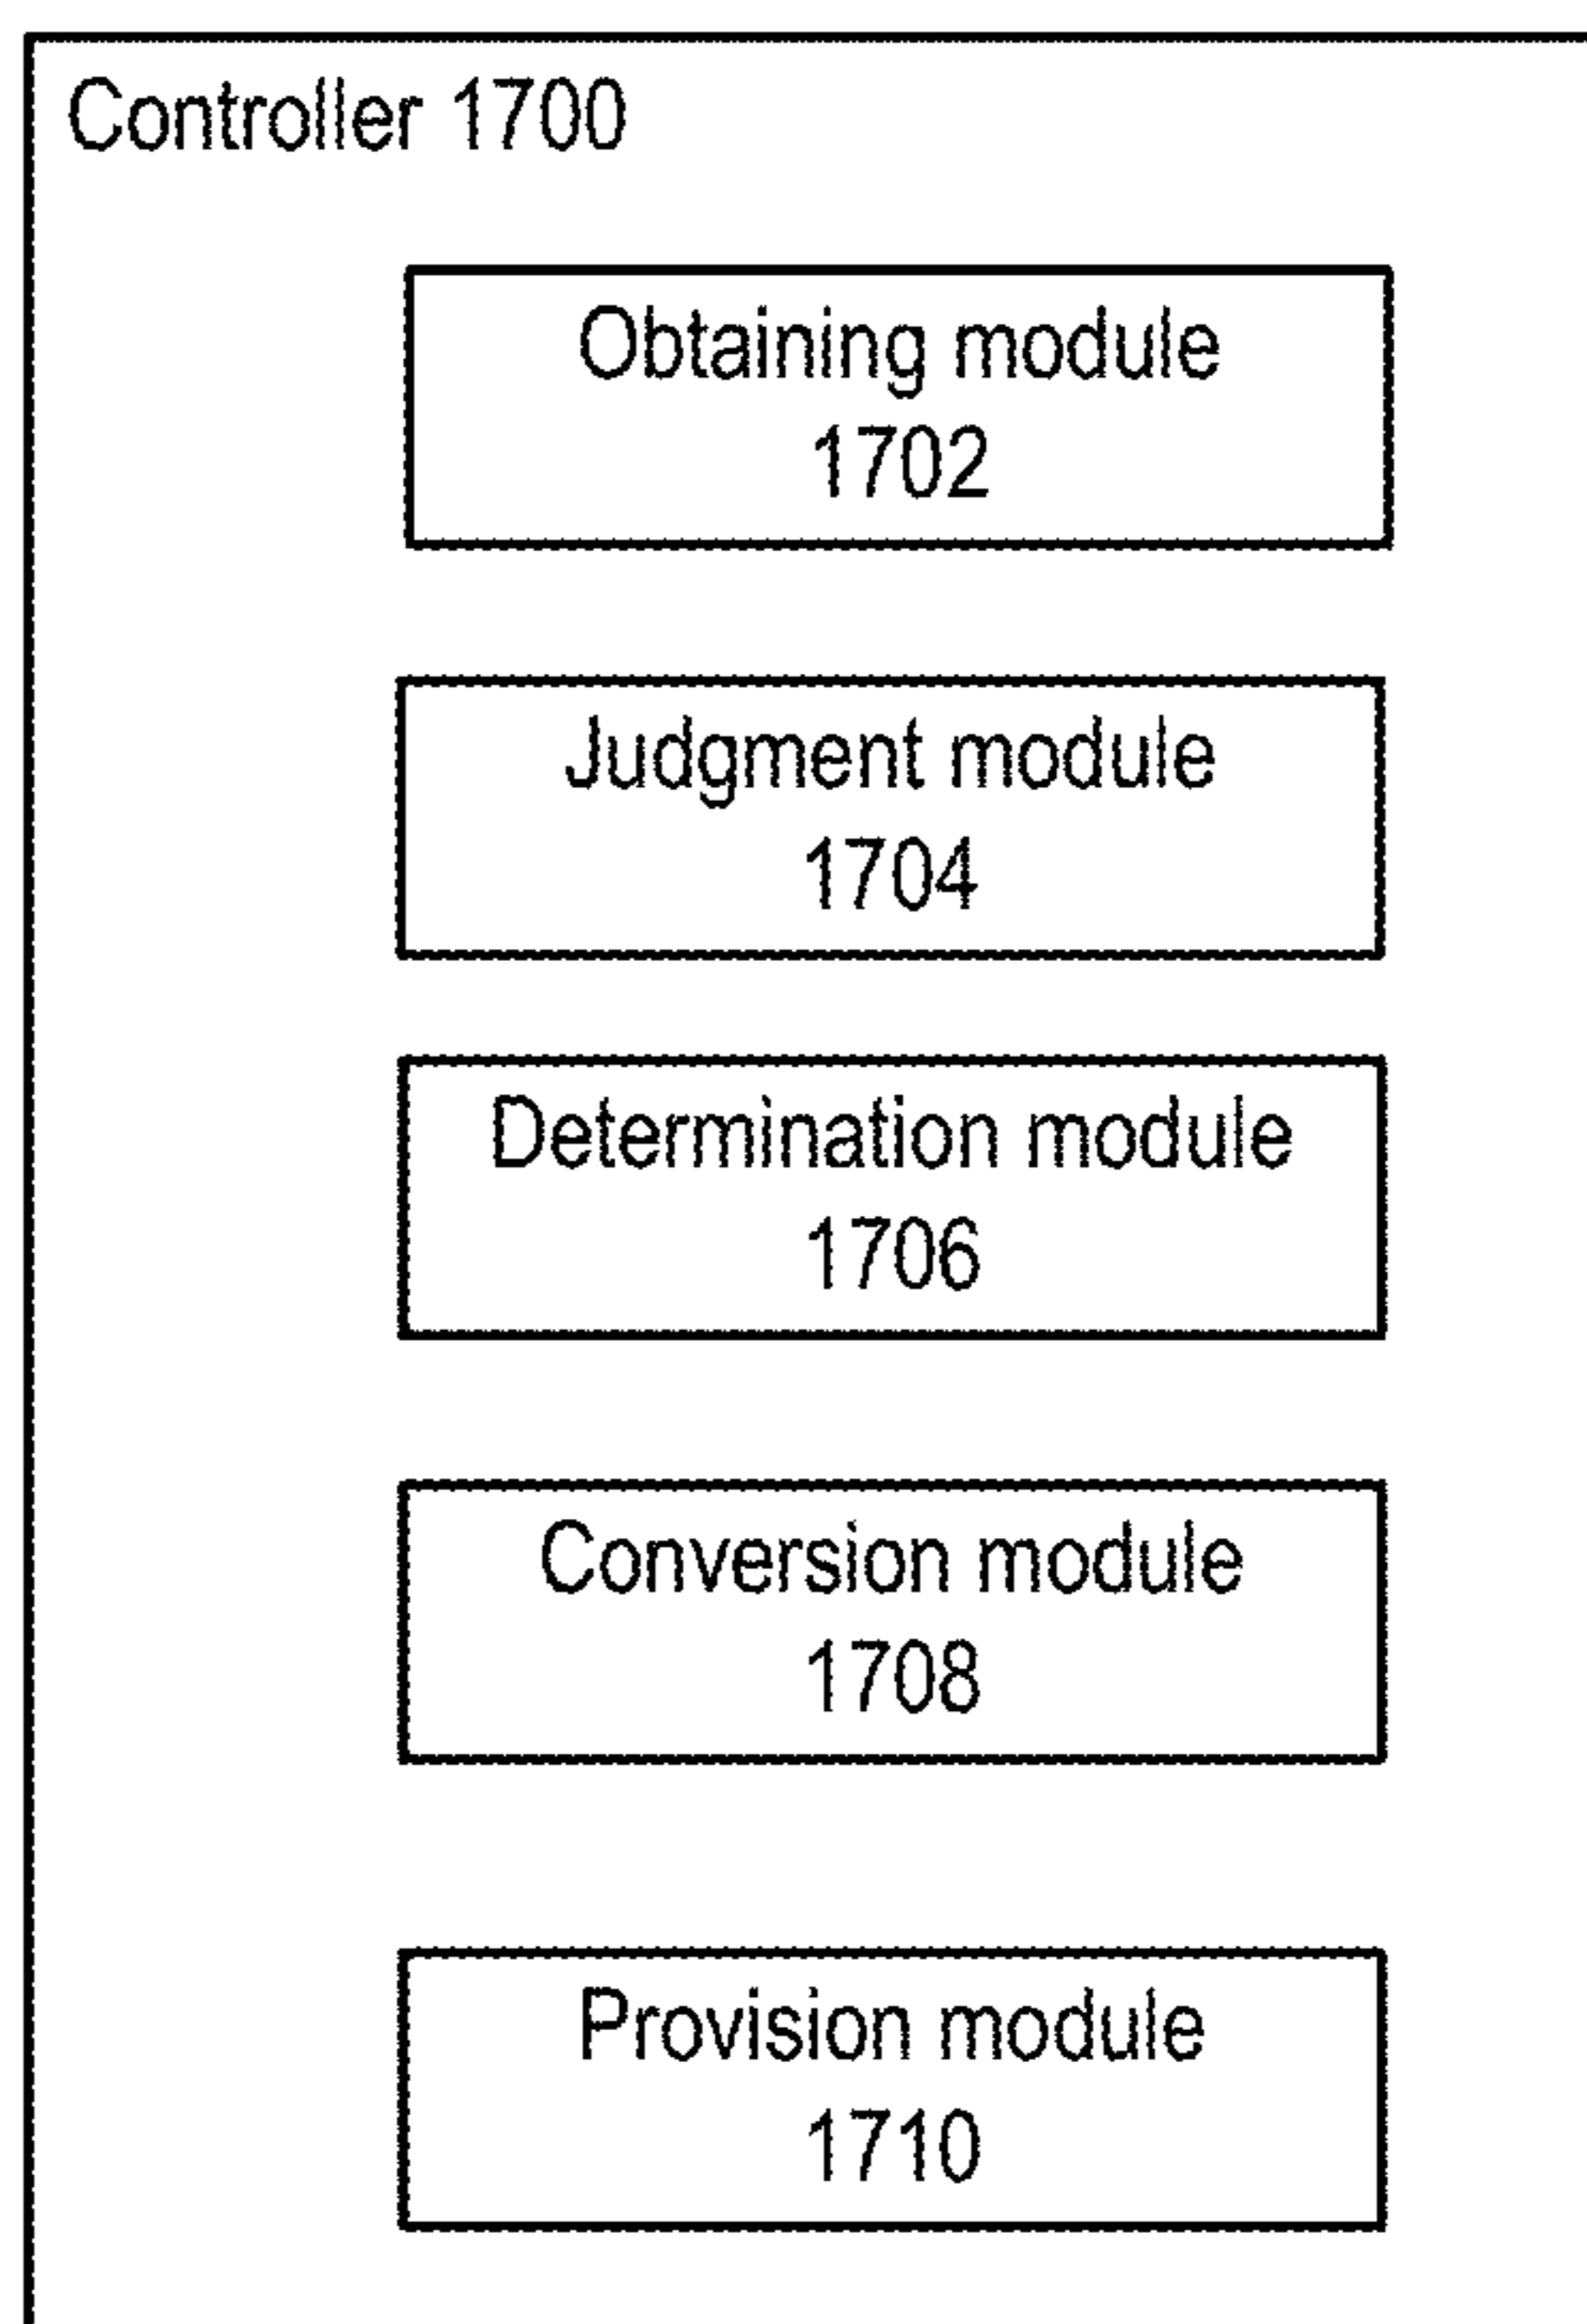 Controller 1700
Obtaining module
1702
Judgment module
1704
Determination module
1706
Conversion module
1708
Provision module
1710